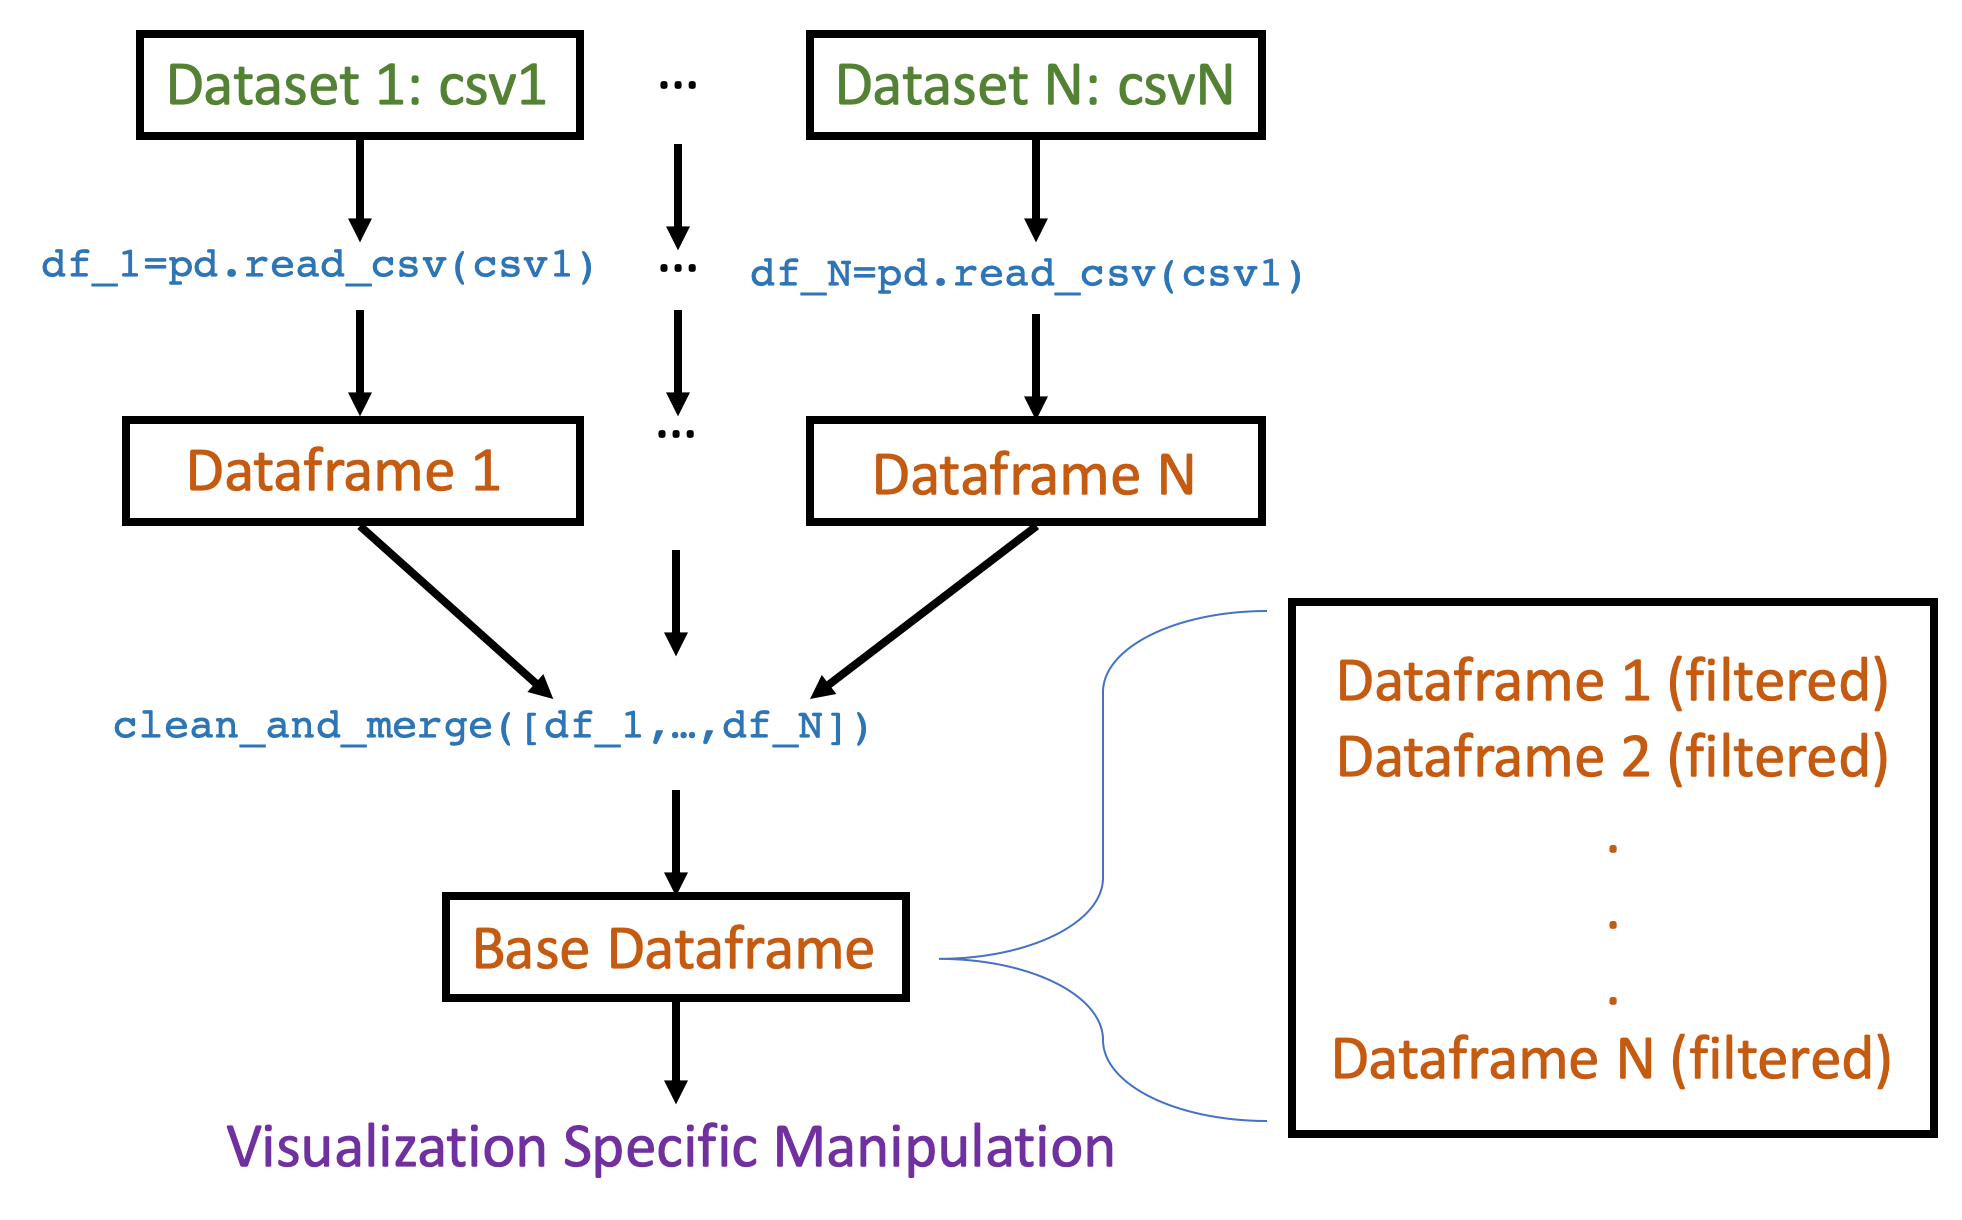 Dataset 1: csv1
...
Dataset N: csvN
df_1=pd.read_csv(csv1)
...
df_N=pd.read_csv(csv1)
Dataframe 1
...
Dataframe N
clean_and_merge([df_1,…,df_N])
Base Dataframe
Dataframe 1 (filtered)
Dataframe 2 (filtered)
.
.
.
Dataframe N (filtered)
Visualization Specific Manipulation